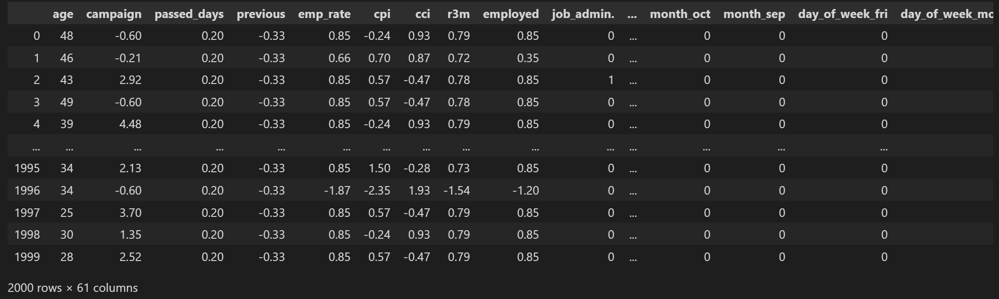 age campaign passed_days previous emp_rate cpi cci r3m employed job_admin. ... month_oct month_sep day_of_week_fri day_of_week_mo
0 48 -0.60 0.20 -0.33 0.85 -0.24 0.93 0.79 0.85 0 ... 0 0 0
1 46 -0.21 0.20 -0.33 0.66 0.70 0.87 0.72 0.35 0 ... 0 0 0
2 43 2.92 0.20 -0.33 0.85 0.57 -0.47 0.78 0.85 1 ... 0 0 0
3 49 -0.60 0.20 -0.33 0.85 0.57 -0.47 0.78 0.85 0 ... 0 0 0
4 39 4.48 0.20 -0.33 0.85 -0.24 0.93 0.79 0.85 0 ... 0 0 0
... ... ... ... ... ... ... ... ... ... ... ... ... ... ...
1995 34 2.13 0.20 -0.33 0.85 1.50 -0.28 0.73 0.85 0 ... 0 0 0
1996 34 -0.60 0.20 -0.33 -1.87 -2.35 1.93 -1.54 -1.20 0 ... 0 0 0
1997 25 3.70 0.20 -0.33 0.85 0.57 -0.47 0.79 0.85 0 ... 0 0 0
1998 30 1.35 0.20 -0.33 0.85 -0.24 0.93 0.79 0.85 0 ... 0 0 0
1999 28 2.52 0.20 -0.33 0.85 0.57 -0.47 0.79 0.85 0 ... 0 0 0
2000 rows × 61 columns